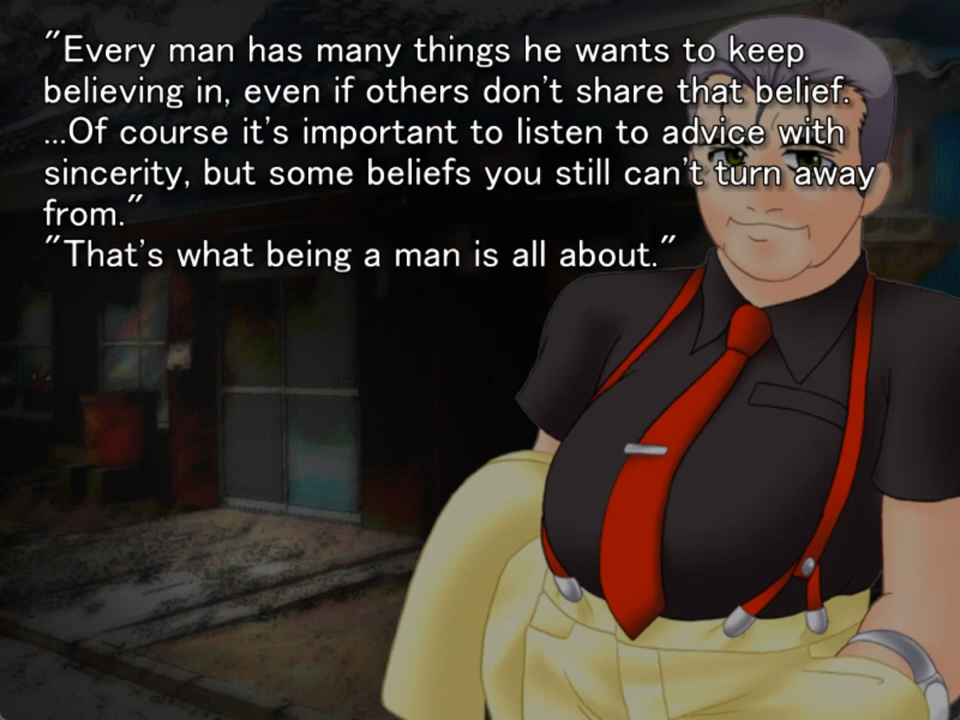 "Every man has many things he wants to keep
believing in, even if others don't share that belief.
...Of course it's important to listen to advice with
sincerity, but some beliefs you still can't turn away
from."
"That's what being a man is all about."